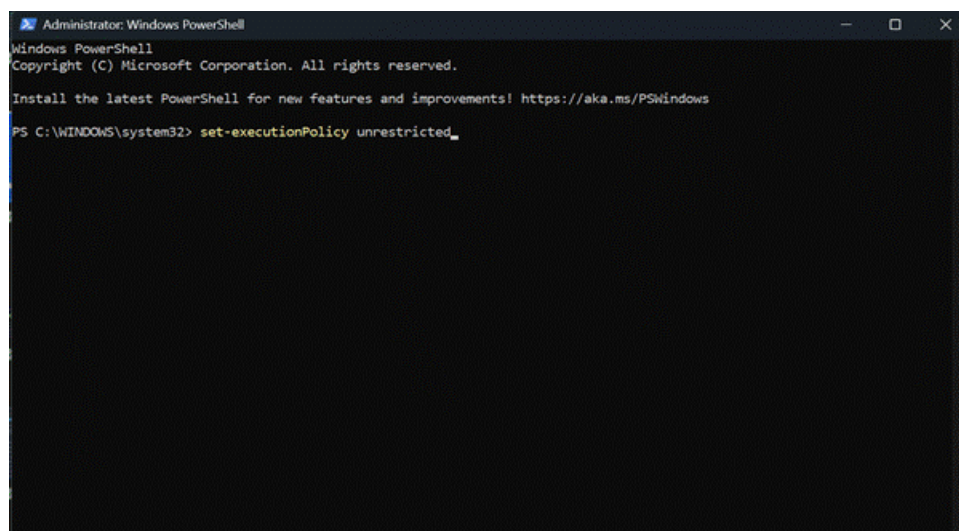 Administrator: Windows PowerShell
Windows PowerShell
Copyright (C) Microsoft Corporation. All rights reserved.
Install the latest PowerShell for new features and improvements! https://aka.ms/PSWindows
PS C:\WINDOWS\system32> set-executionPolicy unrestricted_